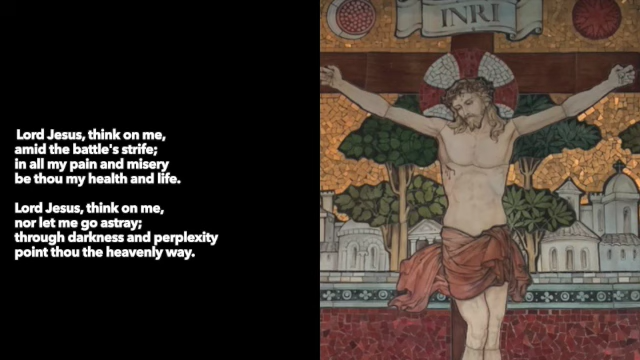 Lord Jesus, think on me,
amid the battle's strife;
in all my pain and misery
be thou my health and life.
Lord Jesus, think on me,
nor let me go astray;
through darkness and perplexity
point thou the heavenly way.
INRI